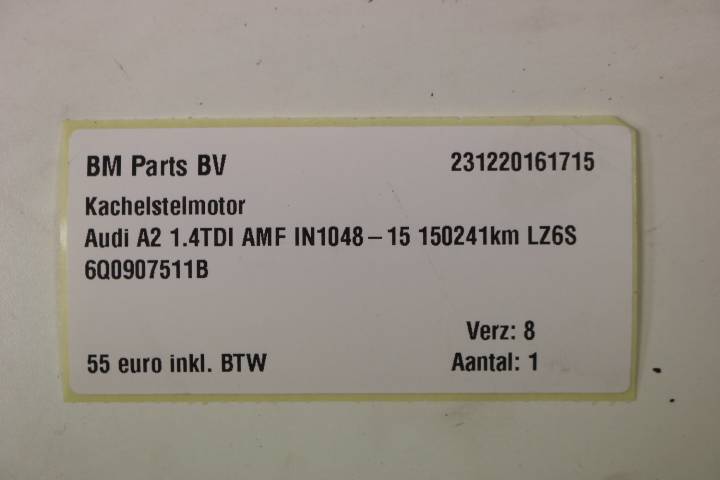 BM Parts BV 231220161715
Kachelstelmotor
Audi A2 1.4TDI AMF IN1048-15 150241km LZ6S
6Q0907511B
Verz: 8
55 euro inkl. BTW Aantal: 1